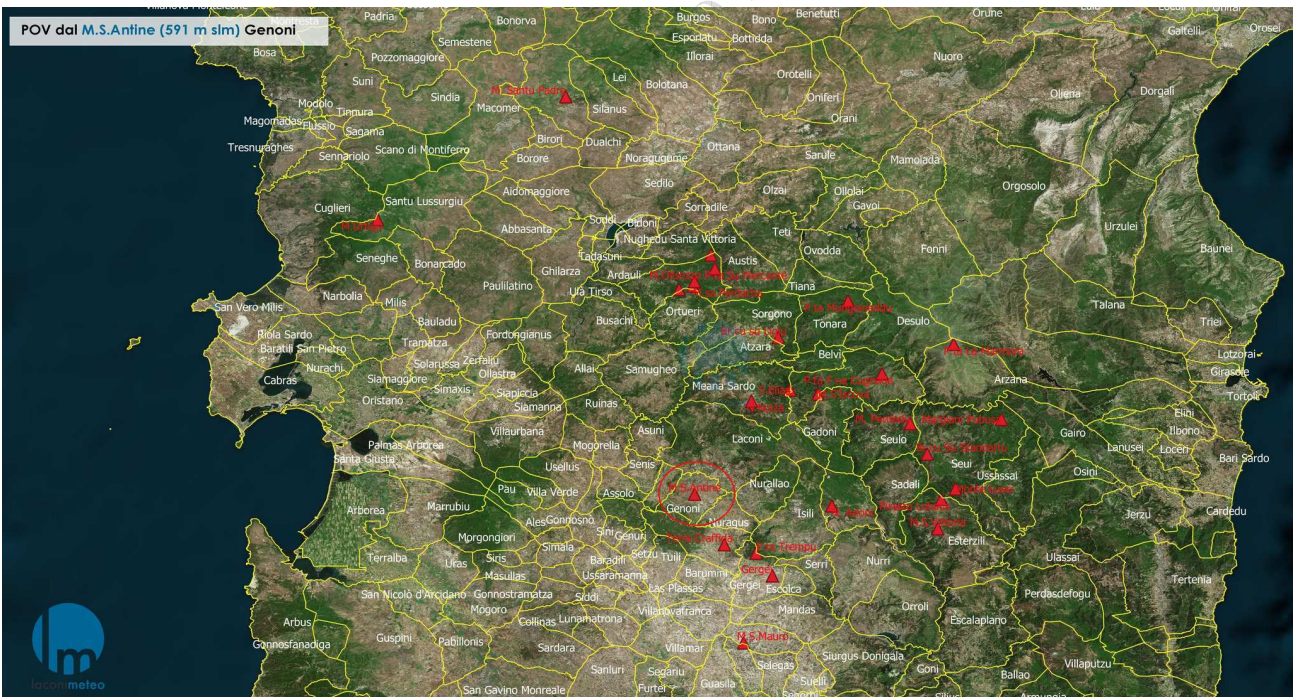 POV dal M.S.Antine (591 m slm) Genoni
Padria
Bonorva
Burgos
Bono
Benetutti
Orune
Galtelli
Orosei
Bosa
Pozzomaggiore
Semestene
Esporlatu
Bottidda
Illorai
Nuoro
Suni
Sindia
Macomer
M. Santu Padre
Lei
Silanus
Bolotana
Orotelli
Oniferi
Orani
Oliena
Dorgali
Modolo
Tinnura
Magomadas
Flussio
Sagama
Tresnuraghes
Sennariolo
Scano di Montiferro
Birori
Dualchi
Borore
Noragugume
Ottana
Sarule
Mamoiada
Orgosolo
Cuglieri
Santu Lussurgiu
Aidomaggiore
Sedilo
Sorradile
Olzai
Ollolai
Gavoi
Abbasanta
Soddì
Bidonì
Nughedu Santa Vittoria
Teti
Ovodda
Fonni
Urzulei
Baunei
Seneghe
Bonarcado
Ghilarza
Tadasuni
Ardauli
Austis
Tiana
Narbolia
Milis
Paulilatino
Ula Tirso
Ortueri
Talana
San Vero Milis
Bauladu
Fordongianus
Busachi
Sorgono
Tonara
Desulo
Triei
Riola Sardo
Baratili San Pietro
Tramatza
Atzara
Belvì
Lotzorai
Nurachi
Solarussa
Zerfaliu
Ollastra
Allai
Samugheo
Girasole
Cabras
Siamaggiore
Simaxis
Siapiccia
Meana Sardo
Arzana
Tortolì
Oristano
Siamanna
Ruinas
Elini
Ilbono
Villaurbana
Asuni
Laconi
Gadoni
Seulo
Gairo
Lanusei
Loceri
Palmas Arborea
Mogorella
Bari Sardo
Santa Giusta
Usellus
Senis
Seui
Ussassai
Osini
Pau
Villa Verde
Assolo
M.S.Antine
Genoni
Nurallao
Sadali
Arborea
Marrubiu
Isili
Jerzu
Cardedu
Ales
Gonnosno
Sini
Genuri
Nuragus
Esterzili
Morgongiori
Simala
Baradili
Setzu
Tuili
Ulassai
Terralba
Uras
Siris
Masullas
Ussaramanna
Barumini
Gergei
Serri
Nurri
Tertenia
San Nicolò d'Arcidano
Gonnostramatza
Siddi
Las Plassas
Gergei
Escolca
Perdasdefogu
Mogoro
Villanovafranca
Mandas
Orroli
Arbus
Collinas
Lunamatrona
Escalaplano
Gonnosfanadiga
Guspini
Pabillonis
Sardara
Villamar
M.S.Mauro
Siurgus Donigala
Villaputzu
Sanluri
Segariu
Selegas
Goni
Ballao
San Gavino Monreale
Furtei
Guasila
Suelli
Silius
Armungia
laconimeteo